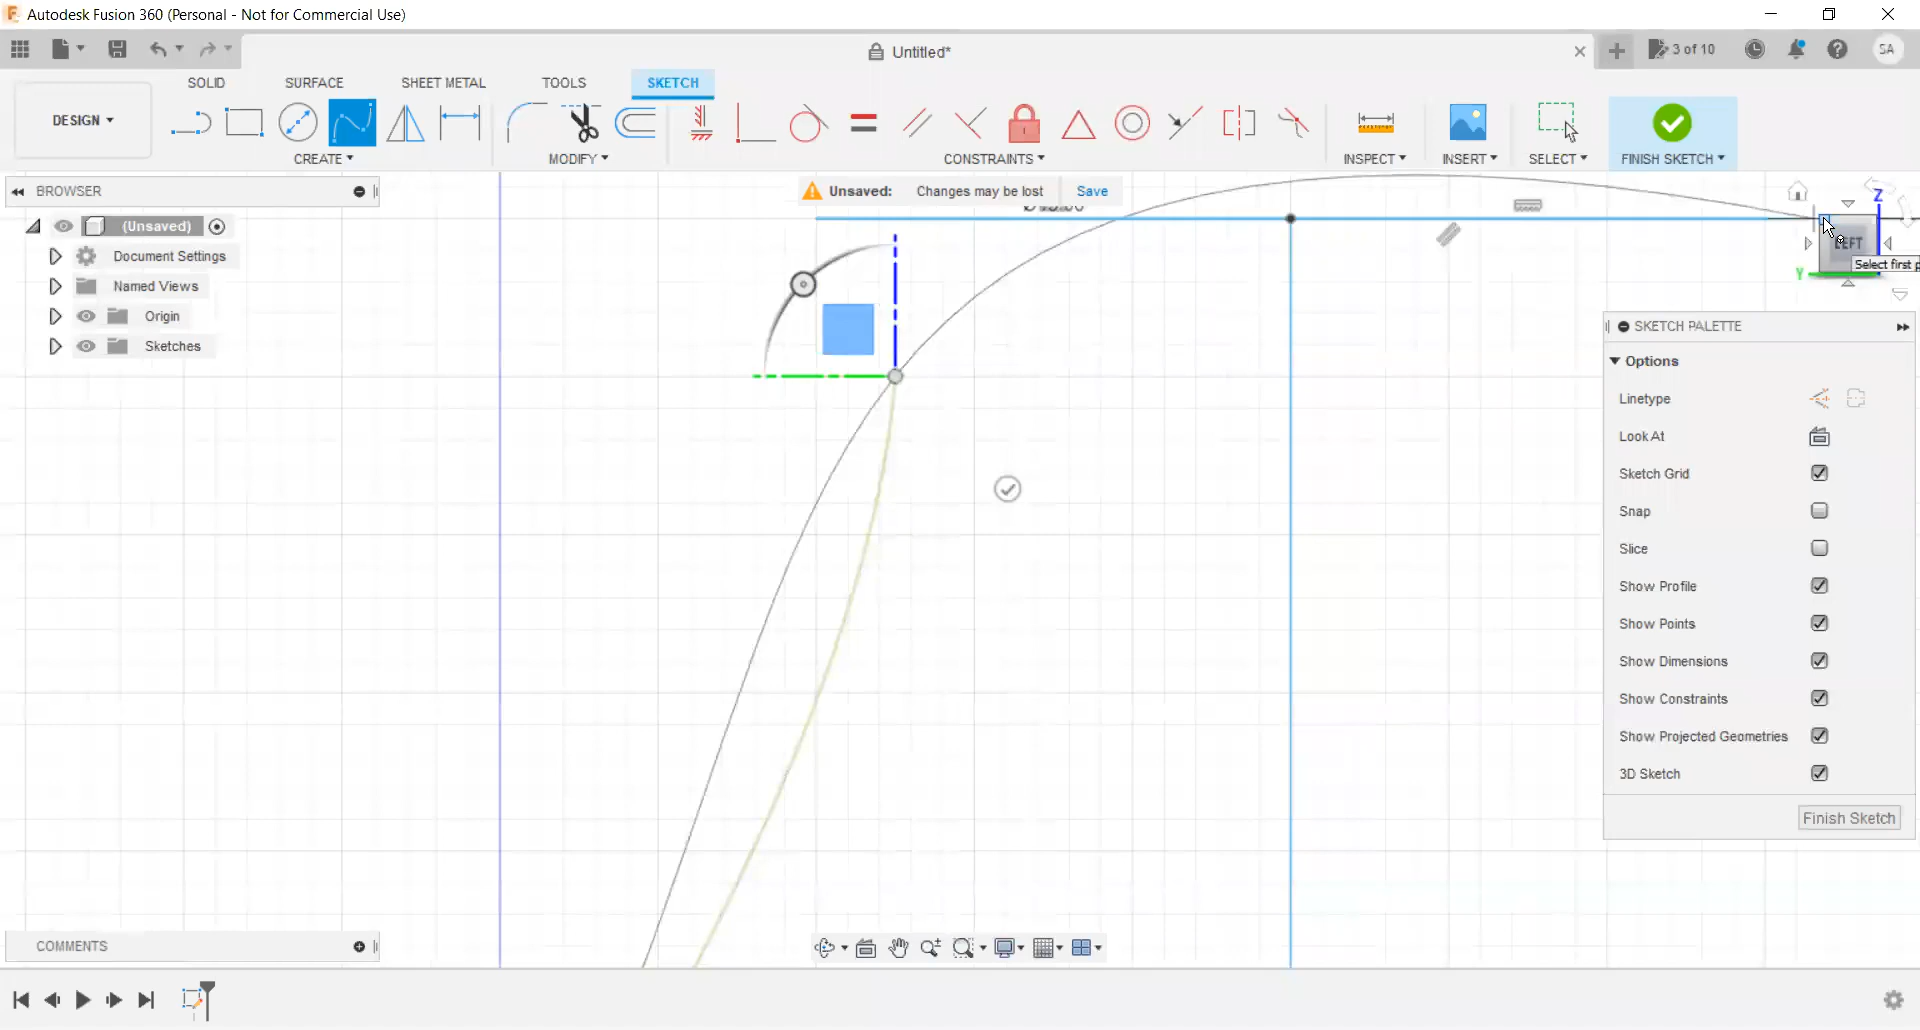 Autodesk Fusion 360 (Personal - Not for Commercial Use)
Untitled*
3 of 10
SA
SOLID
SURFACE
SHEET METAL
TOOLS
SKETCH
DESIGN
CREATE
MODIFY
CONSTRAINTS
INSPECT
INSERT
SELECT
FINISH SKETCH
BROWSER
Unsaved: Changes may be lost
Save
(Unsaved)
Document Settings
Named Views
Origin
Sketches
Z
LEFT
Y
Select first p
SKETCH PALETTE
Options
Linetype
Look At
Sketch Grid
Snap
Slice
Show Profile
Show Points
Show Dimensions
Show Constraints
Show Projected Geometries
3D Sketch
Finish Sketch
COMMENTS